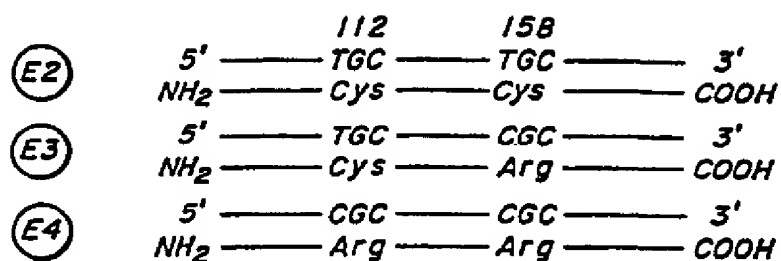 112 158
5' TGC TGC 3'
E2
NH2 Cys Cys COOH
5' TGC CGC 3'
E3
NH2 Cys Arg COOH
5' CGC CGC 3'
E4
NH2 Arg Arg COOH